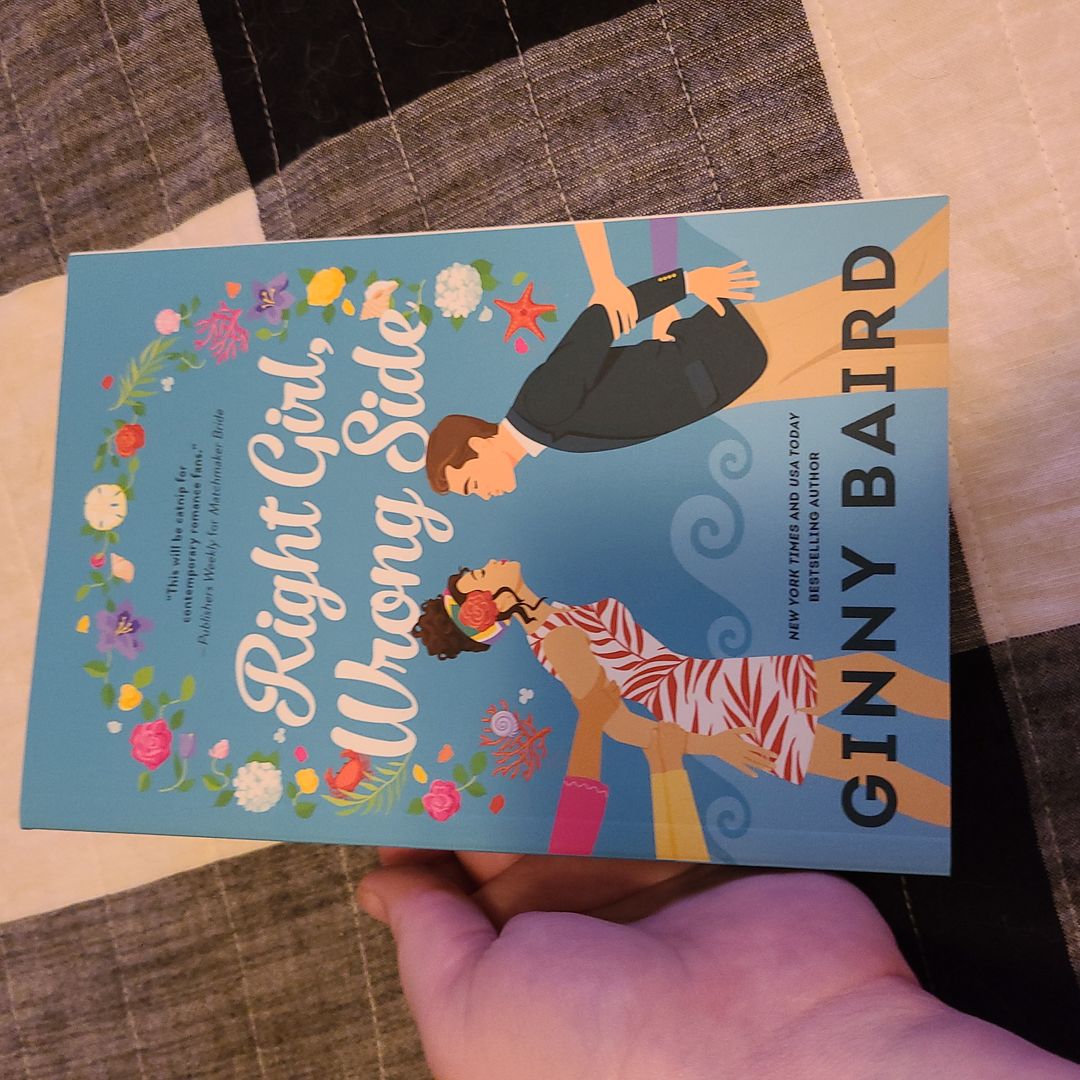 "This will be catnip for
contemporary romance fans."
—Publishers Weekly for Matchmaker Bride
Right Girl,
Wrong Side
NEW YORK TIMES AND USA TODAY
BESTSELLING AUTHOR
GINNY BAIRD